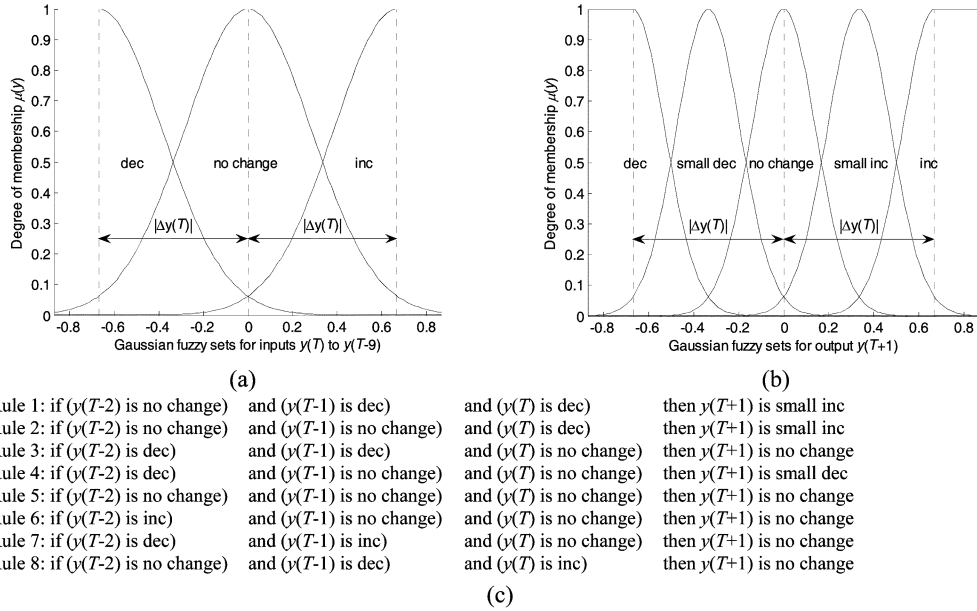 1
0.9
0.8
0.7
0.6
0.5
0.4
0.3
0.2
0.1
0
Degree of membership μ(y)
dec
no change
inc
|Δy(T)|
|Δy(T)|
-0.8 -0.6 -0.4 -0.2 0 0.2 0.4 0.6 0.8
Gaussian fuzzy sets for inputs y(T) to y(T-9)
(a)
1
0.9
0.8
0.7
0.6
0.5
0.4
0.3
0.2
0.1
0
Degree of membership μ(y)
dec
small dec
no change
small inc
inc
|Δy(T)|
|Δy(T)|
-0.8 -0.6 -0.4 -0.2 0 0.2 0.4 0.6 0.8
Gaussian fuzzy sets for output y(T+1)
(b)
ule 1: if (y(T-2) is no change) and (y(T-1) is dec) and (y(T) is dec) then y(T+1) is small inc
ule 2: if (y(T-2) is no change) and (y(T-1) is no change) and (y(T) is dec) then y(T+1) is small inc
ule 3: if (y(T-2) is dec) and (y(T-1) is dec) and (y(T) is no change) then y(T+1) is no change
ule 4: if (y(T-2) is dec) and (y(T-1) is no change) and (y(T) is no change) then y(T+1) is small dec
ule 5: if (y(T-2) is no change) and (y(T-1) is no change) and (y(T) is no change) then y(T+1) is no change
ule 6: if (y(T-2) is inc) and (y(T-1) is no change) and (y(T) is no change) then y(T+1) is no change
ule 7: if (y(T-2) is dec) and (y(T-1) is inc) and (y(T) is no change) then y(T+1) is no change
ule 8: if (y(T-2) is no change) and (y(T-1) is dec) and (y(T) is inc) then y(T+1) is no change
(c)